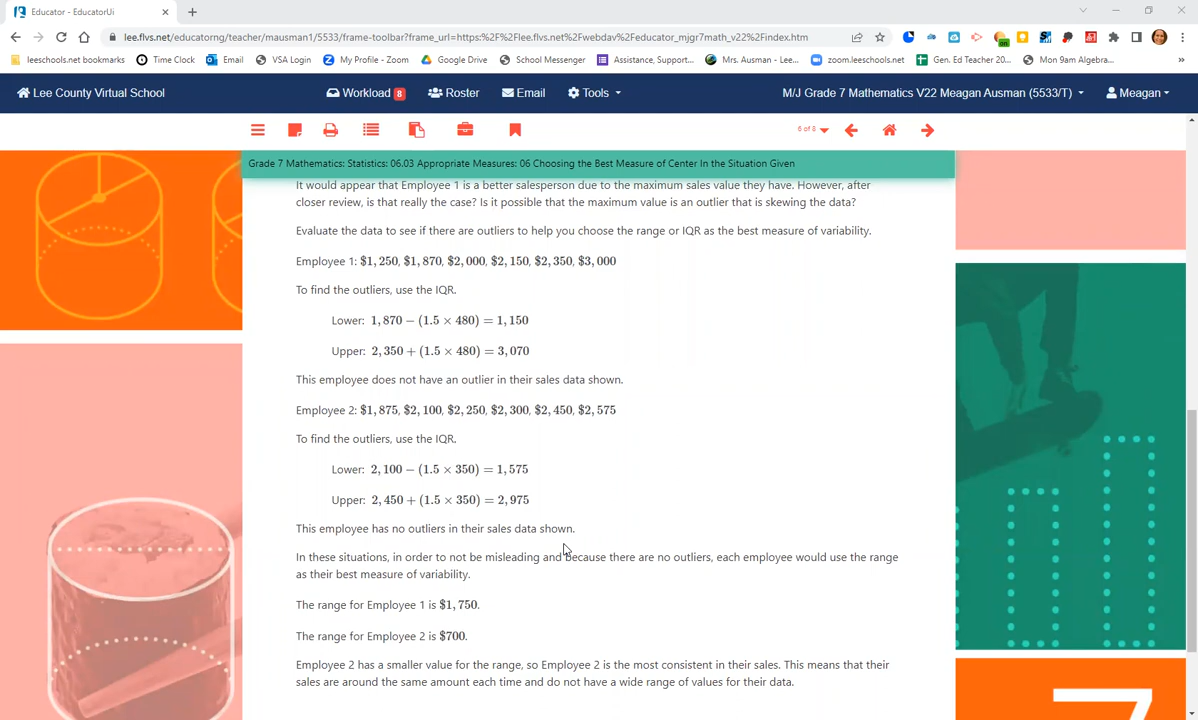 Educator - EducatorUi
lee.flvs.net/educatorng/teacher/mausman1/5533/frame-toolbar?frame_url=https:%2F%2Flee.flvs.net%2Fwebdav%2Feducator_mjgr7math_v22%2Findex.htm
leeschools.net bookmarks Time Clock Email VSA Login My Profile - Zoom Google Drive School Messenger Assistance, Support... Mrs. Ausman - Lee... zoom.leeschools.net Gen. Ed Teacher 20... Mon 9am Algebra...
Lee County Virtual School Workload 8 Roster Email Tools M/J Grade 7 Mathematics V22 Meagan Ausman (5533/T) Meagan
6 of 8
Grade 7 Mathematics: Statistics: 06.03 Appropriate Measures: 06 Choosing the Best Measure of Center In the Situation Given
It would appear that Employee 1 is a better salesperson due to the maximum sales value they have. However, after
closer review, is that really the case? Is it possible that the maximum value is an outlier that is skewing the data?
Evaluate the data to see if there are outliers to help you choose the range or IQR as the best measure of variability.
Employee 1: $1,250, $1,870, $2,000, $2,150, $2,350, $3,000
To find the outliers, use the IQR.
Lower: 1,870 − (1.5 × 480) = 1,150
Upper: 2,350 + (1.5 × 480) = 3,070
This employee does not have an outlier in their sales data shown.
Employee 2: $1,875, $2,100, $2,250, $2,300, $2,450, $2,575
To find the outliers, use the IQR.
Lower: 2,100 − (1.5 × 350) = 1,575
Upper: 2,450 + (1.5 × 350) = 2,975
This employee has no outliers in their sales data shown.
In these situations, in order to not be misleading and because there are no outliers, each employee would use the range
as their best measure of variability.
The range for Employee 1 is $1,750.
The range for Employee 2 is $700.
Employee 2 has a smaller value for the range, so Employee 2 is the most consistent in their sales. This means that their
sales are around the same amount each time and do not have a wide range of values for their data.
7